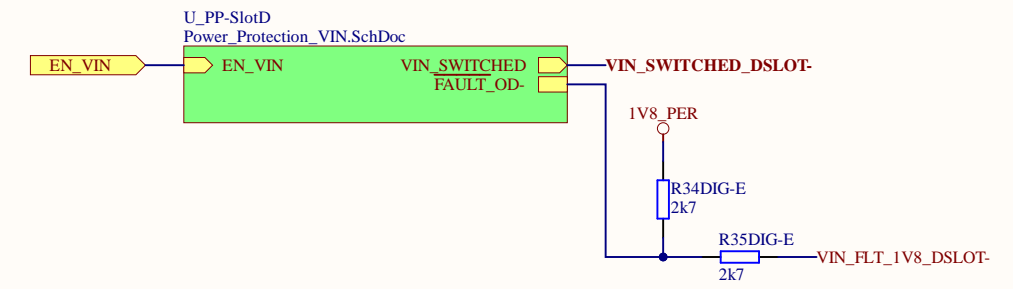 U_PP-SlotD
Power_Protection_VIN.SchDoc
EN_VIN
EN_VIN
VIN_SWITCHED
VIN_SWITCHED_DSLOT-
FAULT_OD-
1V8_PER
R34DIG-E
2k7
R35DIG-E
2k7
VIN_FLT_1V8_DSLOT-